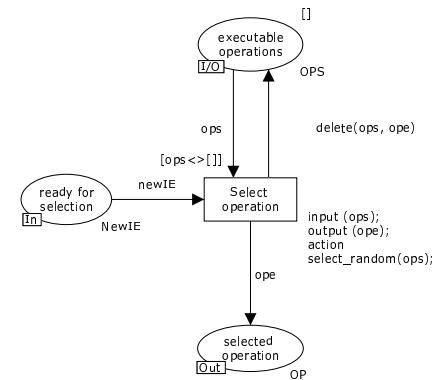 []
executable
operations
I/O
OPS
ops
delete(ops, ope)
[ops<>[]]
newIE
ready for
selection
In
NewIE
Select
operation
input (ops);
output (ope);
action
select_random(ops);
ope
selected
operation
Out
OP